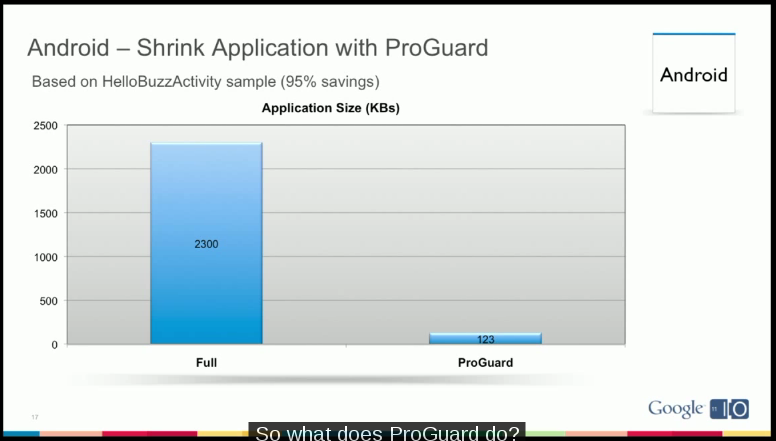 Android – Shrink Application with ProGuard
Based on HelloBuzzActivity sample (95% savings)
Android
Application Size (KBs)
2500
2000
1500
1000
500
0
2300
123
Full
ProGuard
17
Google 11 IO
So what does ProGuard do?